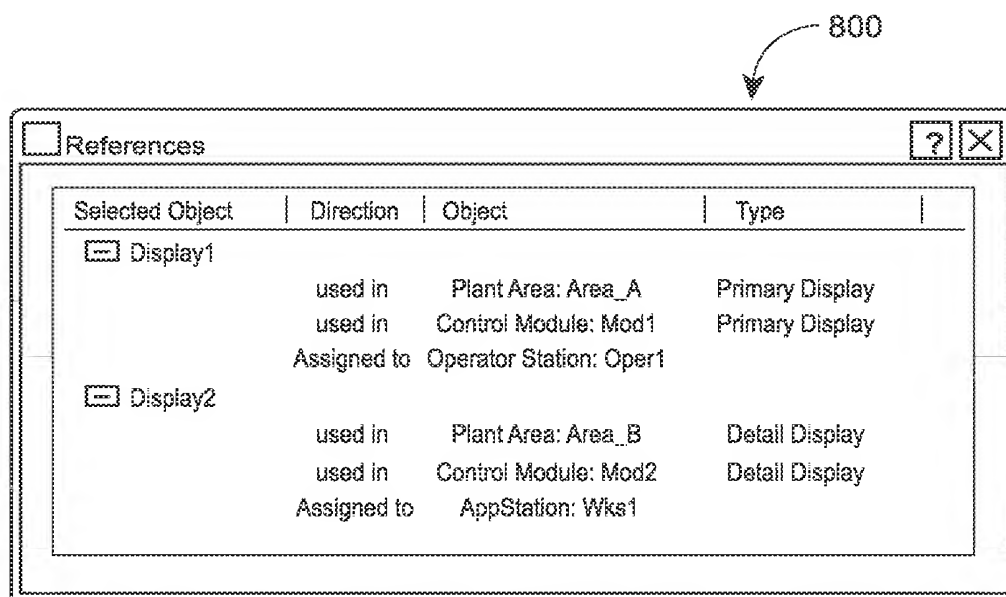 800
References ?
Selected Object Direction Object Type
Display1
used in Plant Area: Area_A Primary Display
used in Control Module: Mod1 Primary Display
Assigned to Operator Station: Oper1
Display2
used in Plant Area: Area_B Detail Display
used in Control Module: Mod2 Detail Display
Assigned to AppStation: Wks1